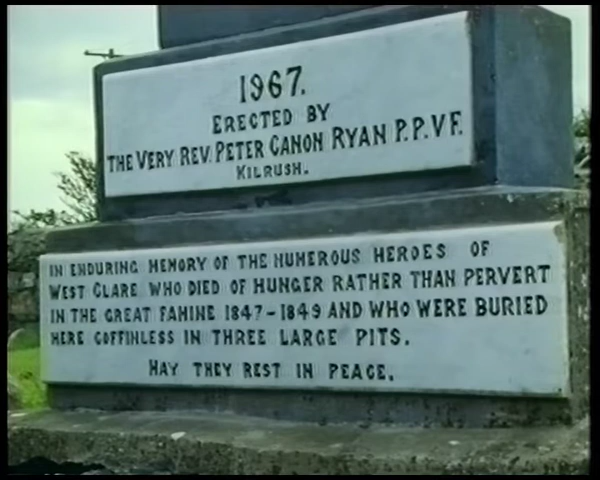 1967.
ERECTED BY
THE VERY REV. PETER CANON RYAN P.P.V.F.
KILRUSH.
IN ENDURING MEMORY OF THE NUMEROUS HEROES OF
WEST CLARE WHO DIED OF HUNGER RATHER THAN PERVERT
IN THE GREAT FAMINE 1847-1849 AND WHO WERE BURIED
HERE COFFINLESS IN THREE LARGE PITS.
MAY THEY REST IN PEACE.